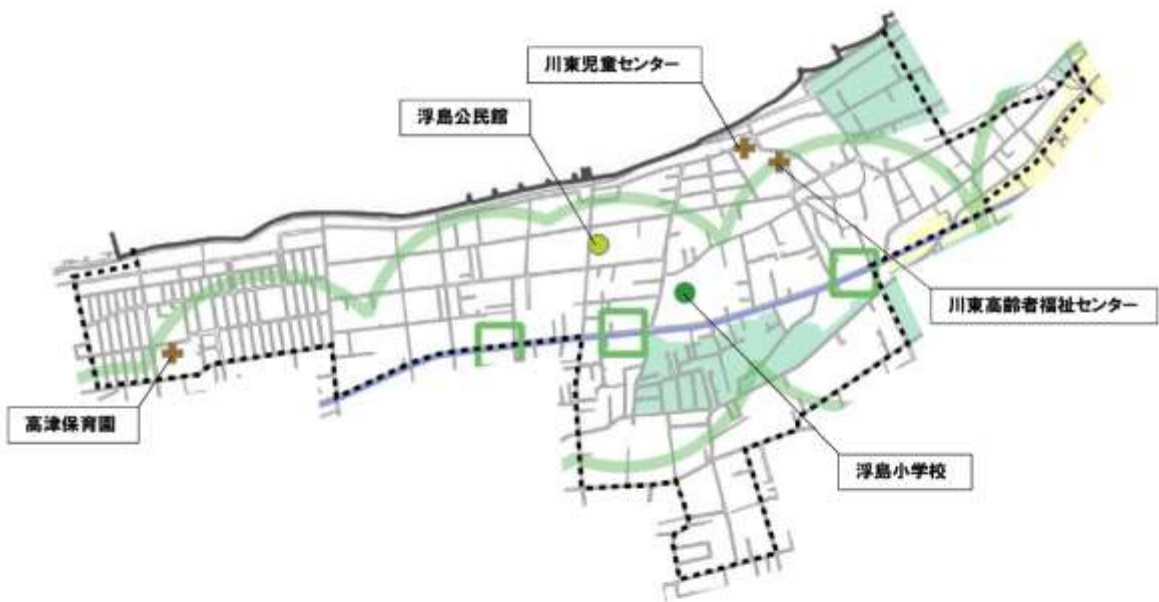 川東児童センター
浮島公民館
川東高齢者福祉センター
高津保育園
浮島小学校